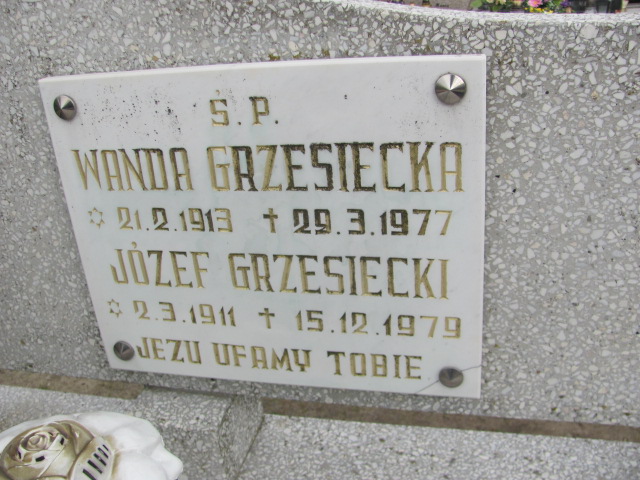 Ś.P.
WANDA GRZESIECKA
✡ 21.2.1913 ✝ 29.3.1977
JÓZEF GRZESIECKI
✡ 2.3.1911 ✝ 15.12.1979
JEZU UFAMY TOBIE